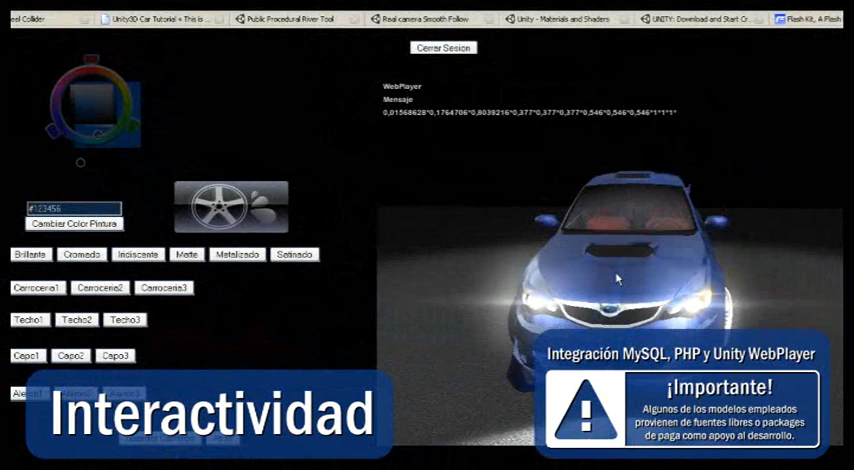 eel Collider
Unity3D Car Tutorial « This is ...
Public Procedural River Tool
Real camera Smooth Follow
Unity - Materials and Shaders
UNITY: Download and Start Cr...
Flash Kit, A Flash
Cerrar Sesion
WebPlayer
Mensaje
0,01568628*0,1764706*0,8039216*0,377*0,377*0,377*0,546*0,546*0,546*1*1*1*
#123456
Cambiar Color Pintura
Brillante Cromado Iridiscente Matte Metalizado Satinado
Carroceria1 Carroceria2 Carroceria3
Techo1 Techo2 Techo3
Capo1 Capo2 Capo3
Interactividad
Integración MySQL, PHP y Unity WebPlayer
¡Importante!
Algunos de los modelos empleados
provienen de fuentes libres o packages
de paga como apoyo al desarrollo.